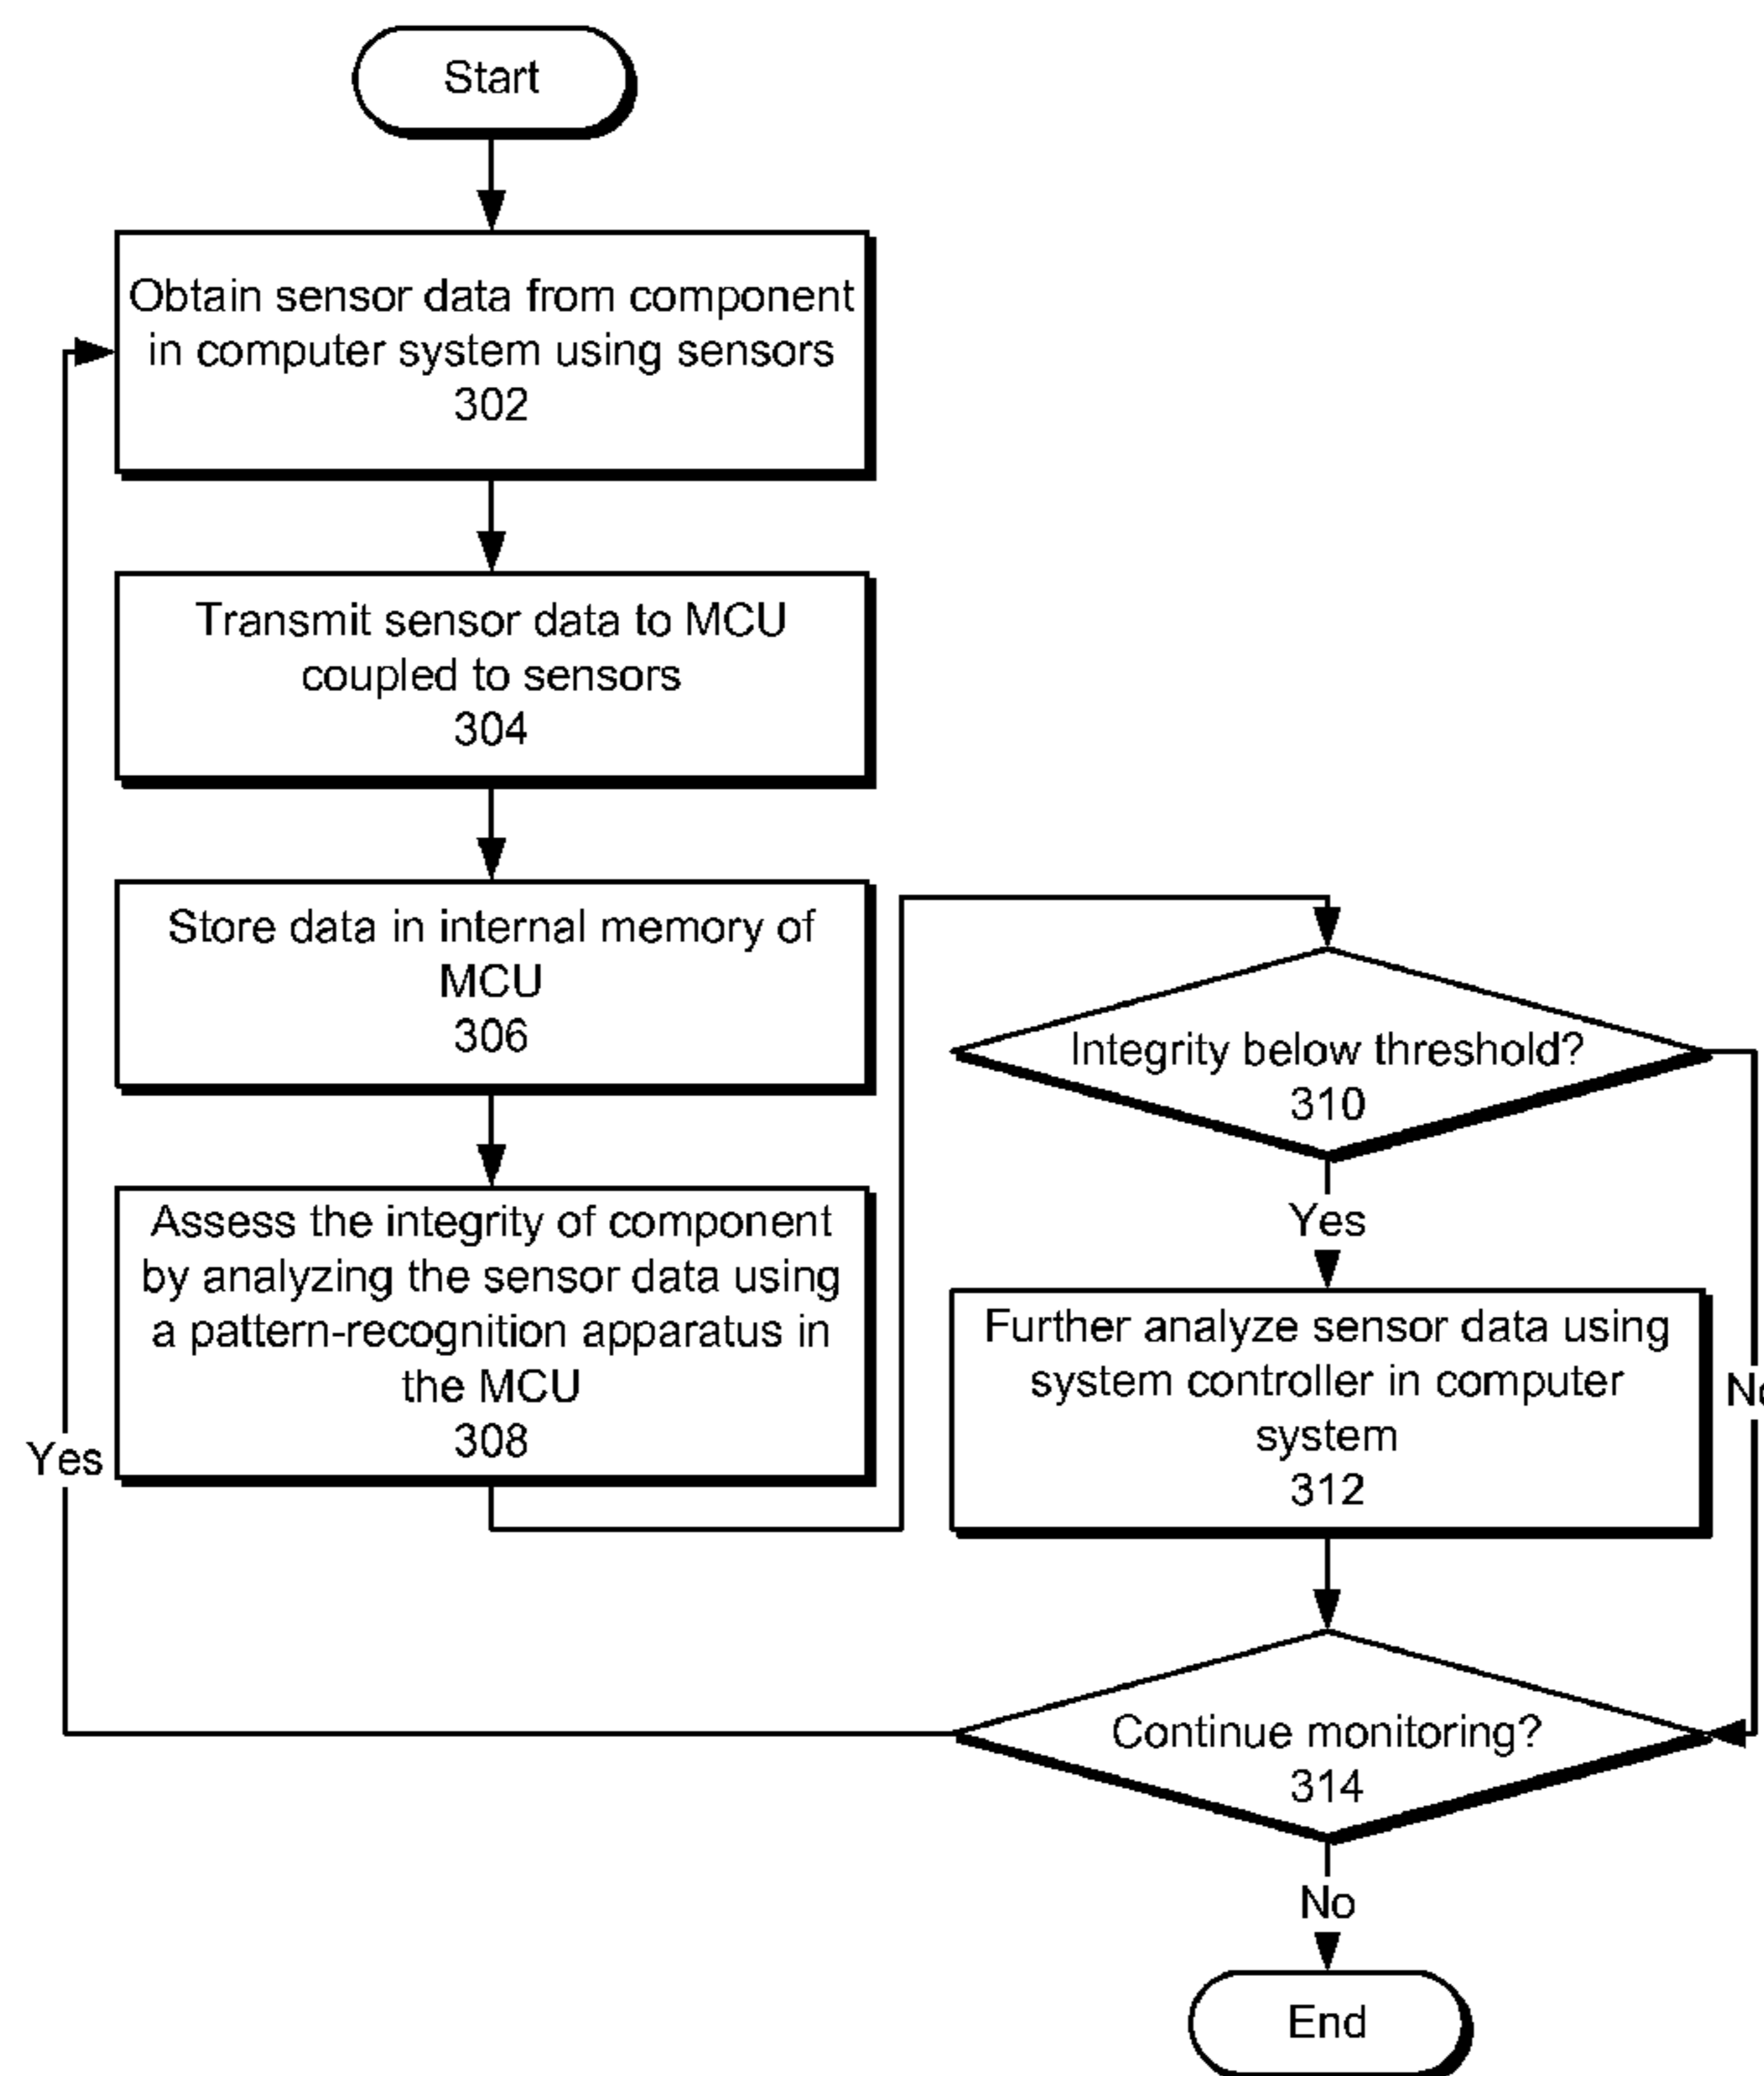 Start
Obtain sensor data from component
in computer system using sensors
302
Transmit sensor data to MCU
coupled to sensors
304
Store data in internal memory of
MCU
306
Assess the integrity of component
by analyzing the sensor data using
a pattern-recognition apparatus in
the MCU
308
Yes
Integrity below threshold?
310
Yes
No
Further analyze sensor data using
system controller in computer
system
312
Continue monitoring?
314
No
End